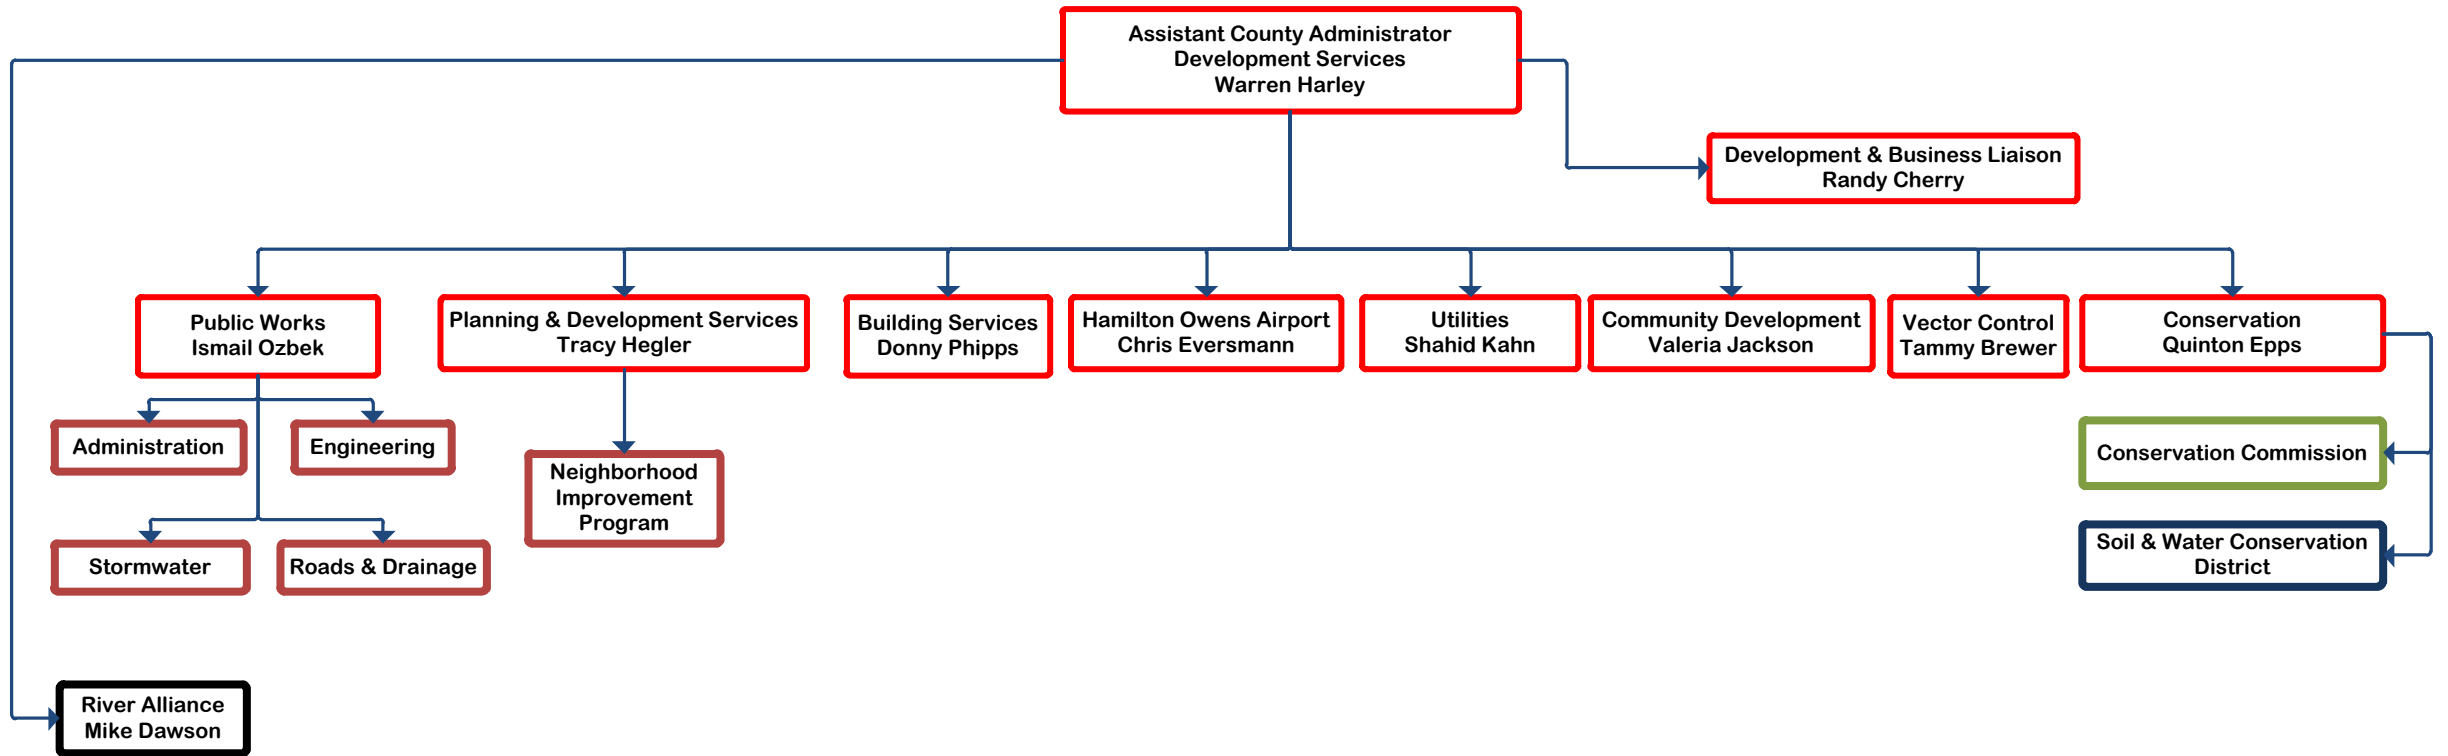 Assistant County Administrator
Development Services
Warren Harley
Development & Business Liaison
Randy Cherry
Public Works
Ismail Ozbek
Planning & Development Services
Tracy Hegler
Building Services
Donny Phipps
Hamilton Owens Airport
Chris Eversmann
Utilities
Shahid Kahn
Community Development
Valeria Jackson
Vector Control
Tammy Brewer
Conservation
Quinton Epps
Administration
Engineering
Neighborhood
Improvement
Program
Conservation Commission
Stormwater
Roads & Drainage
Soil & Water Conservation
District
River Alliance
Mike Dawson